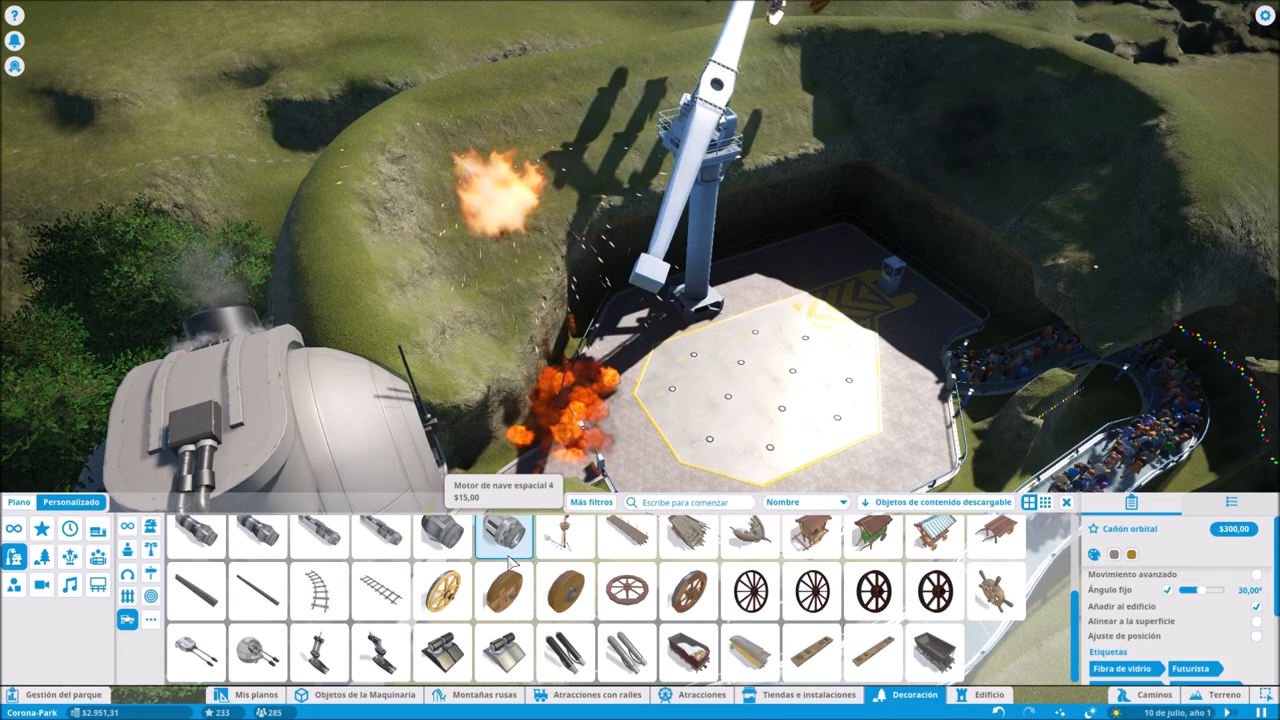 Motor de nave espacial 4
$15,00
Plano
Personalizado
Más filtros
Escribe para comenzar
Nombre
Objetos de contenido descargable
Cañón orbital
$300,00
Movimiento avanzado
Ángulo fijo
30,00º
Añadir al edificio
Alinear a la superficie
Ajuste de posición
Etiquetas
Fibra de vidrio
Futurista
Gestión del parque
Mis planos
Objetos de la Maquinaria
Montañas rusas
Atracciones con raíles
Atracciones
Tiendas e instalaciones
Decoración
Edificio
Caminos
Terreno
Corona-Park
$2.951,31
233
285
10 de julio, año 1